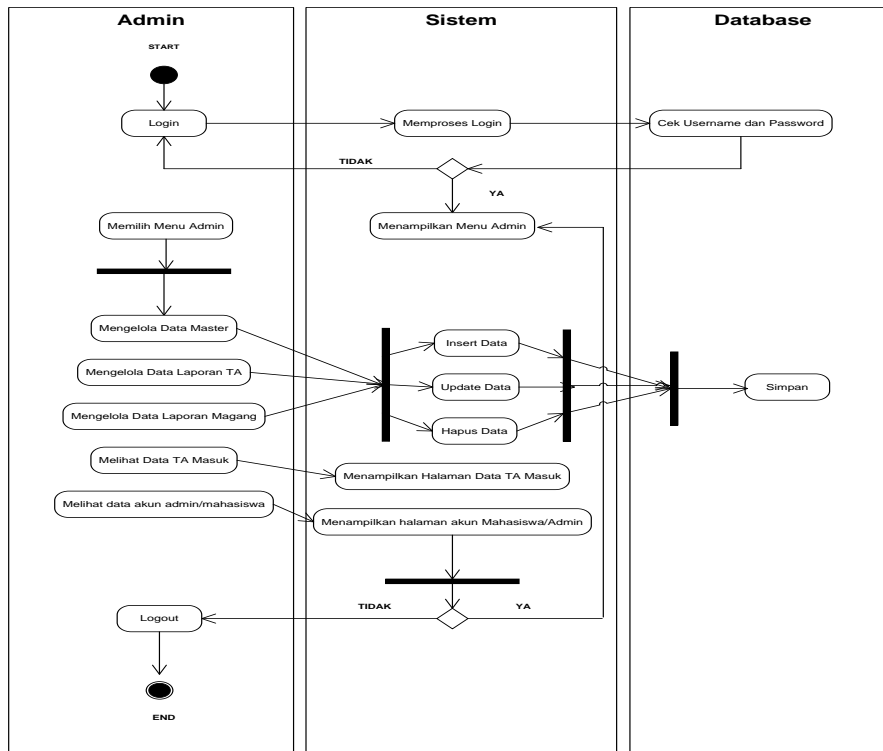 Admin
Sistem
Database
START
Login
Memproses Login
Cek Username dan Password
TIDAK
YA
Memilih Menu Admin
Menampilkan Menu Admin
Mengelola Data Master
Insert Data
Mengelola Data Laporan TA
Update Data
Simpan
Mengelola Data Laporan Magang
Hapus Data
Melihat Data TA Masuk
Menampilkan Halaman Data TA Masuk
Melihat data akun admin/mahasiswa
Menampilkan halaman akun Mahasiswa/Admin
TIDAK
YA
Logout
END